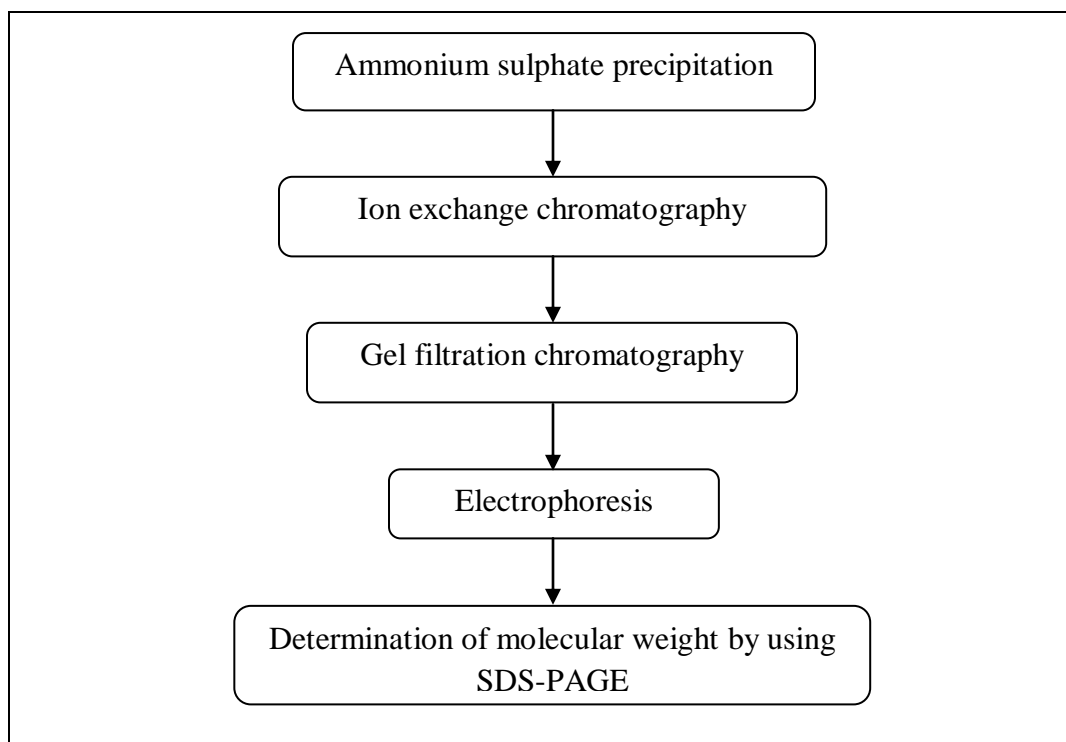 Ammonium sulphate precipitation
Ion exchange chromatography
Gel filtration chromatography
Electrophoresis
Determination of molecular weight by using
SDS-PAGE